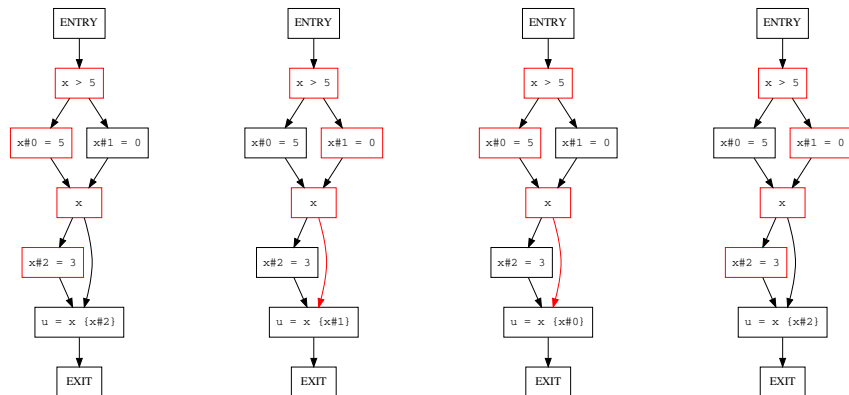 ENTRY
x > 5
x#0 = 5
x#1 = 0
x
x#2 = 3
u = x {x#2}
EXIT
ENTRY
x > 5
x#0 = 5
x#1 = 0
x
x#2 = 3
u = x {x#1}
EXIT
ENTRY
x > 5
x#0 = 5
x#1 = 0
x
x#2 = 3
u = x {x#0}
EXIT
ENTRY
x > 5
x#0 = 5
x#1 = 0
x
x#2 = 3
u = x {x#2}
EXIT